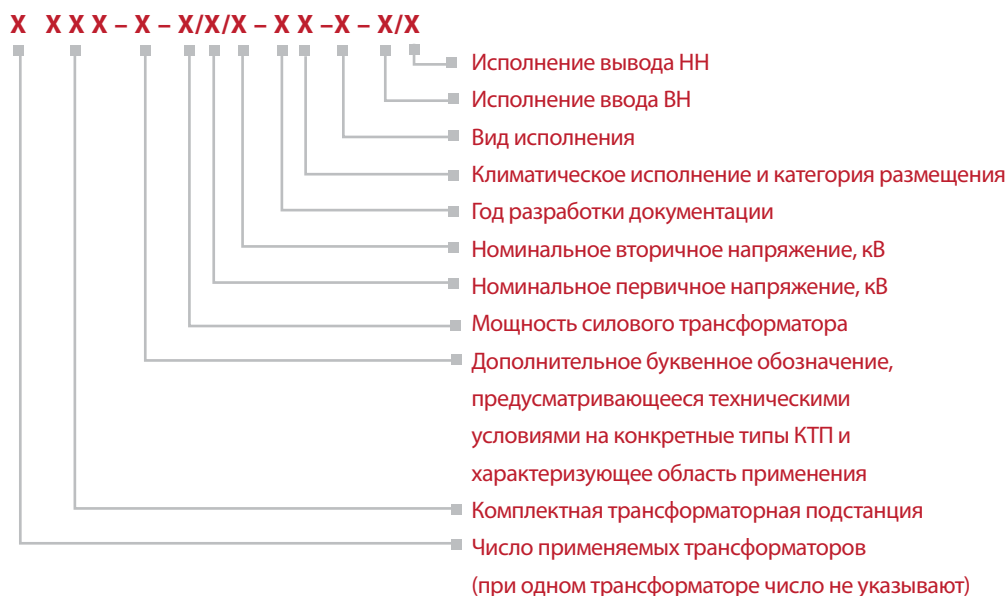 X XXX – X – X/X/X – X X –X – X/X
Исполнение вывода НН
Исполнение ввода ВН
Вид исполнения
Климатическое исполнение и категория размещения
Год разработки документации
Номинальное вторичное напряжение, кВ
Номинальное первичное напряжение, кВ
Мощность силового трансформатора
Дополнительное буквенное обозначение,
предусматривающееся техническими
условиями на конкретные типы КТП и
характеризующее область применения
Комплектная трансформаторная подстанция
Число применяемых трансформаторов
(при одном трансформаторе число не указывают)